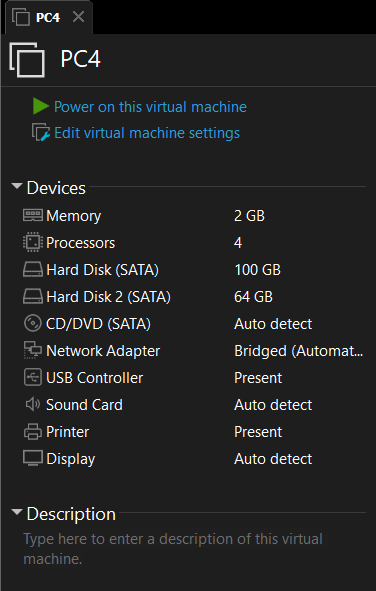 PC4
PC4
Power on this virtual machine
Edit virtual machine settings
Devices
Memory 2 GB
Processors 4
Hard Disk (SATA) 100 GB
Hard Disk 2 (SATA) 64 GB
CD/DVD (SATA) Auto detect
Network Adapter Bridged (Automat...
USB Controller Present
Sound Card Auto detect
Printer Present
Display Auto detect
Description
Type here to enter a description of this virtual
machine.